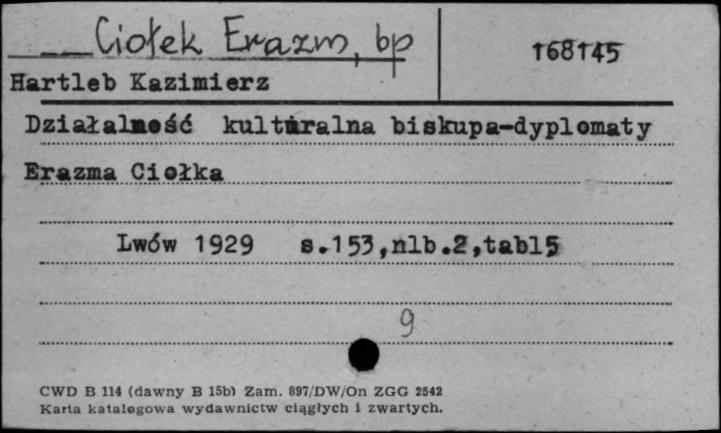 Ciołek Erazm, bp
168145
Hartleb Kazimierz
Działalność kulturalna biskupa-dyplomaty
Erazma Ciołka
Lwów 1929 s.153,nlb.2,tabl5
9
CWD B 114 (dawny B 15b) Zam. 897/DW/On ZGG 2542
Karta katalogowa wydawnictw ciągłych i zwartych.